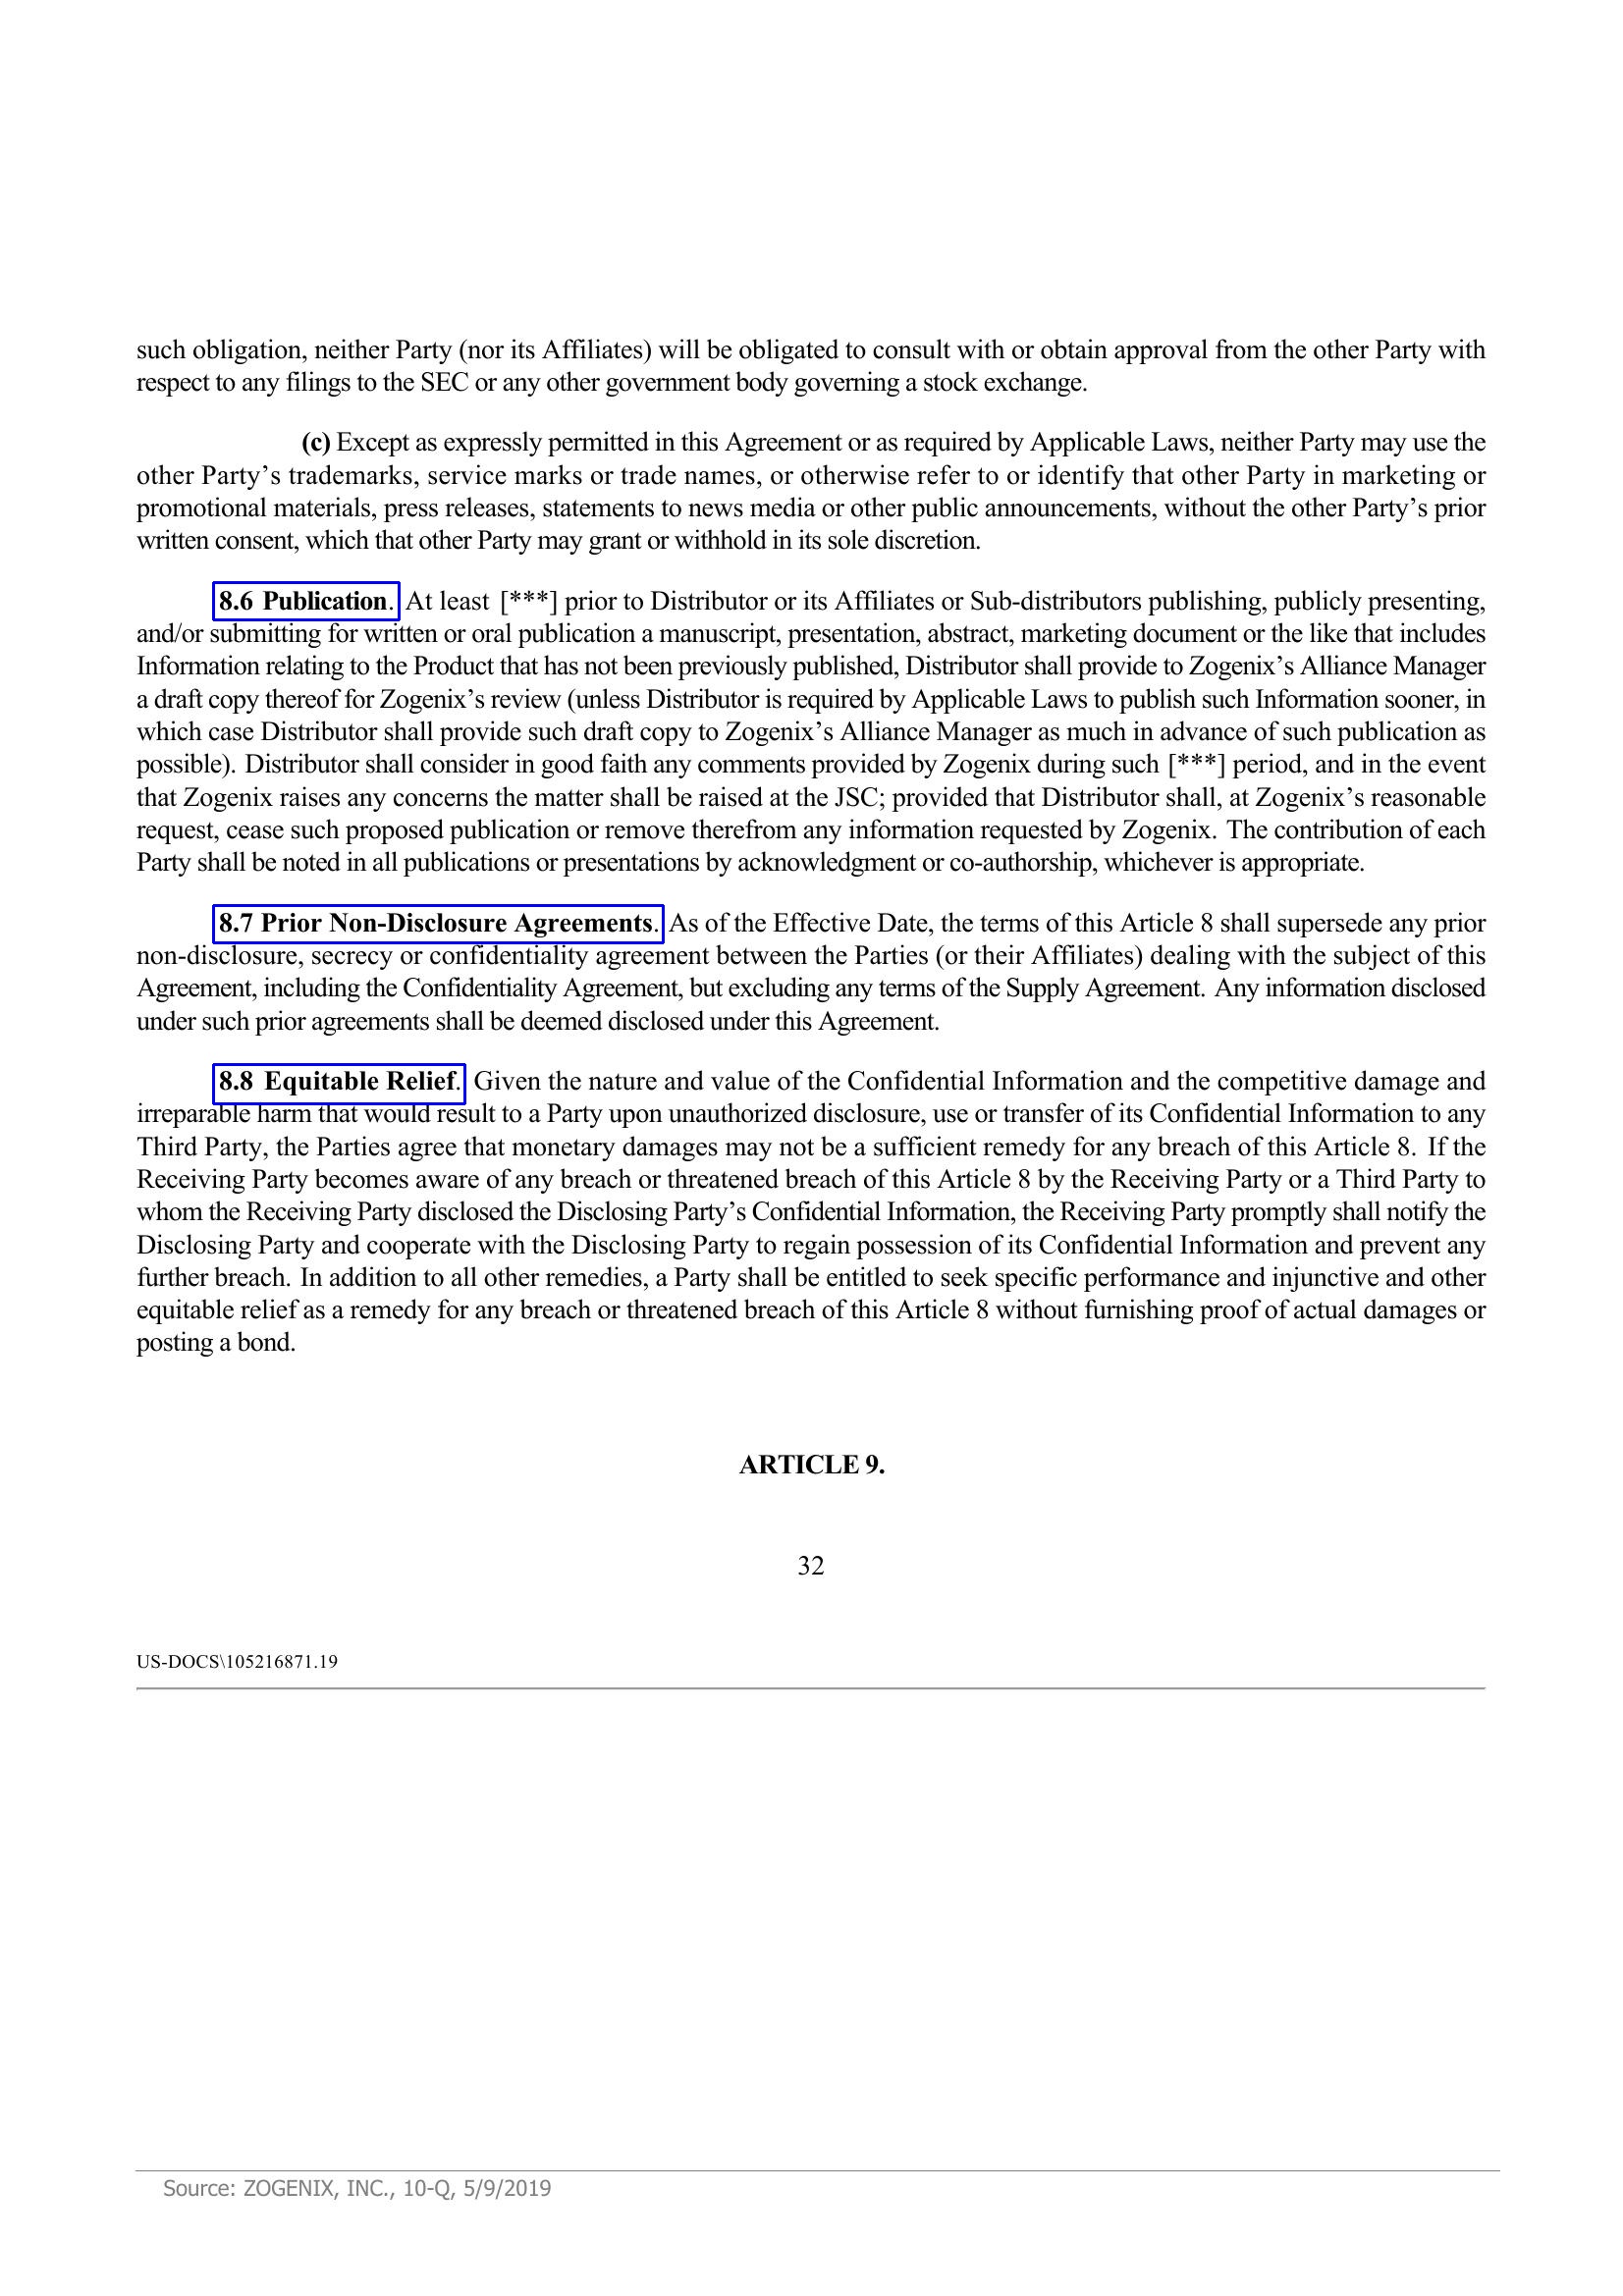 such obligation, neither Party (nor its Affiliates) will be obligated to consult with or obtain approval from the other Party with
respect to any filings to the SEC or any other government body governing a stock exchange.
(c) Except as expressly permitted in this Agreement or as required by Applicable Laws, neither Party may use the
other Party’s trademarks, service marks or trade names, or otherwise refer to or identify that other Party in marketing or
promotional materials, press releases, statements to news media or other public announcements, without the other Party’s prior
written consent, which that other Party may grant or withhold in its sole discretion.
8.6 Publication. At least [***] prior to Distributor or its Affiliates or Sub-distributors publishing, publicly presenting,
and/or submitting for written or oral publication a manuscript, presentation, abstract, marketing document or the like that includes
Information relating to the Product that has not been previously published, Distributor shall provide to Zogenix’s Alliance Manager
a draft copy thereof for Zogenix’s review (unless Distributor is required by Applicable Laws to publish such Information sooner, in
which case Distributor shall provide such draft copy to Zogenix’s Alliance Manager as much in advance of such publication as
possible). Distributor shall consider in good faith any comments provided by Zogenix during such [***] period, and in the event
that Zogenix raises any concerns the matter shall be raised at the JSC; provided that Distributor shall, at Zogenix’s reasonable
request, cease such proposed publication or remove therefrom any information requested by Zogenix. The contribution of each
Party shall be noted in all publications or presentations by acknowledgment or co-authorship, whichever is appropriate.
8.7 Prior Non-Disclosure Agreements. As of the Effective Date, the terms of this Article 8 shall supersede any prior
non-disclosure, secrecy or confidentiality agreement between the Parties (or their Affiliates) dealing with the subject of this
Agreement, including the Confidentiality Agreement, but excluding any terms of the Supply Agreement. Any information disclosed
under such prior agreements shall be deemed disclosed under this Agreement.
8.8 Equitable Relief. Given the nature and value of the Confidential Information and the competitive damage and
irreparable harm that would result to a Party upon unauthorized disclosure, use or transfer of its Confidential Information to any
Third Party, the Parties agree that monetary damages may not be a sufficient remedy for any breach of this Article 8. If the
Receiving Party becomes aware of any breach or threatened breach of this Article 8 by the Receiving Party or a Third Party to
whom the Receiving Party disclosed the Disclosing Party’s Confidential Information, the Receiving Party promptly shall notify the
Disclosing Party and cooperate with the Disclosing Party to regain possession of its Confidential Information and prevent any
further breach. In addition to all other remedies, a Party shall be entitled to seek specific performance and injunctive and other
equitable relief as a remedy for any breach or threatened breach of this Article 8 without furnishing proof of actual damages or
posting a bond.
ARTICLE 9.
32
US-DOCS\105216871.19
Source: ZOGENIX, INC., 10-Q, 5/9/2019